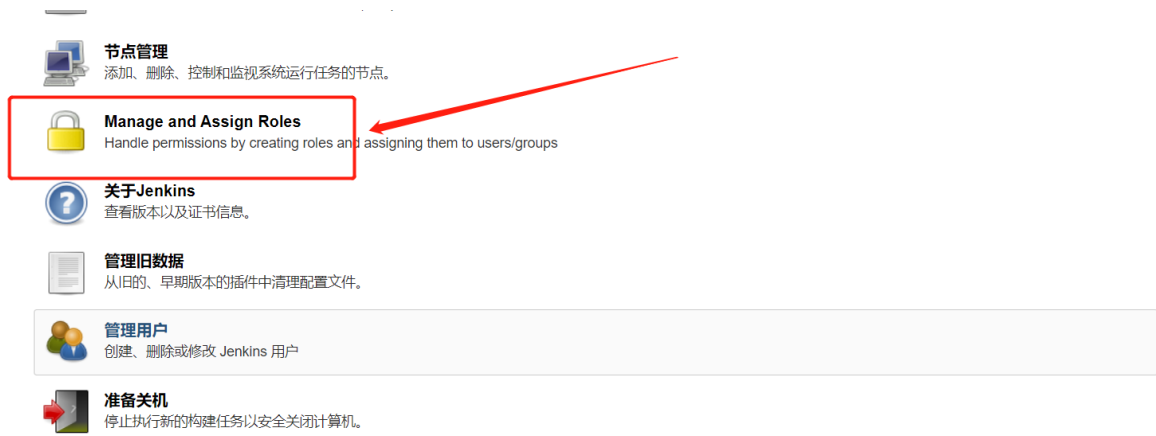 节点管理
添加、删除、控制和监视系统运行任务的节点。
Manage and Assign Roles
Handle permissions by creating roles and assigning them to users/groups
关于Jenkins
查看版本以及证书信息。
管理旧数据
从旧的、早期版本的插件中清理配置文件。
管理用户
创建、删除或修改 Jenkins 用户
准备关机
停止执行新的构建任务以安全关闭计算机。